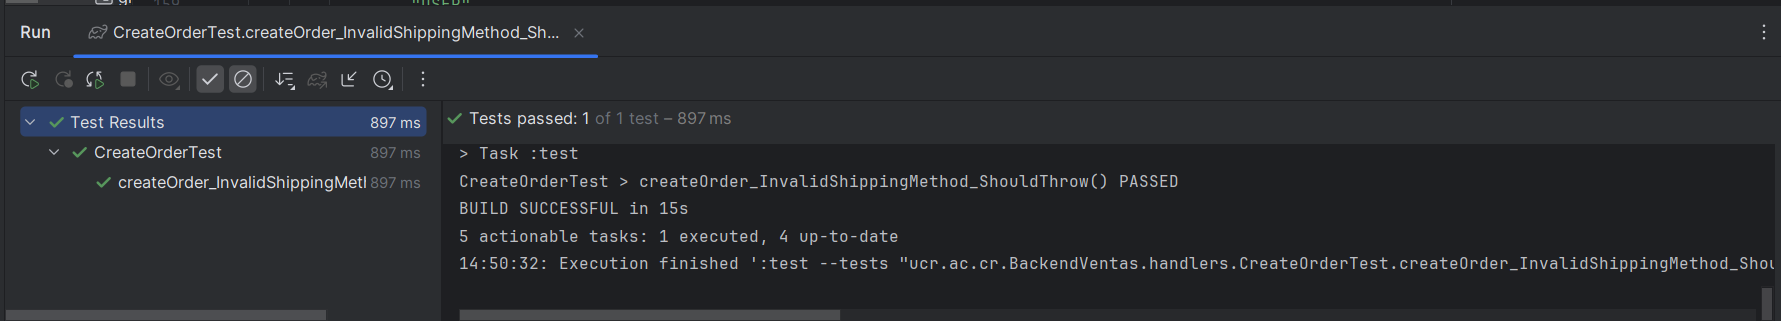 Run CreateOrderTest.createOrder_InvalidShippingMethod_Sh...
Test Results 897 ms
CreateOrderTest 897 ms
createOrder_InvalidShippingMetl 897 ms
Tests passed: 1 of 1 test – 897 ms
> Task :test
CreateOrderTest > createOrder_InvalidShippingMethod_ShouldThrow() PASSED
BUILD SUCCESSFUL in 15s
5 actionable tasks: 1 executed, 4 up-to-date
14:50:32: Execution finished ':test --tests "ucr.ac.cr.BackendVentas.handlers.CreateOrderTest.createOrder_InvalidShippingMethod_Shou